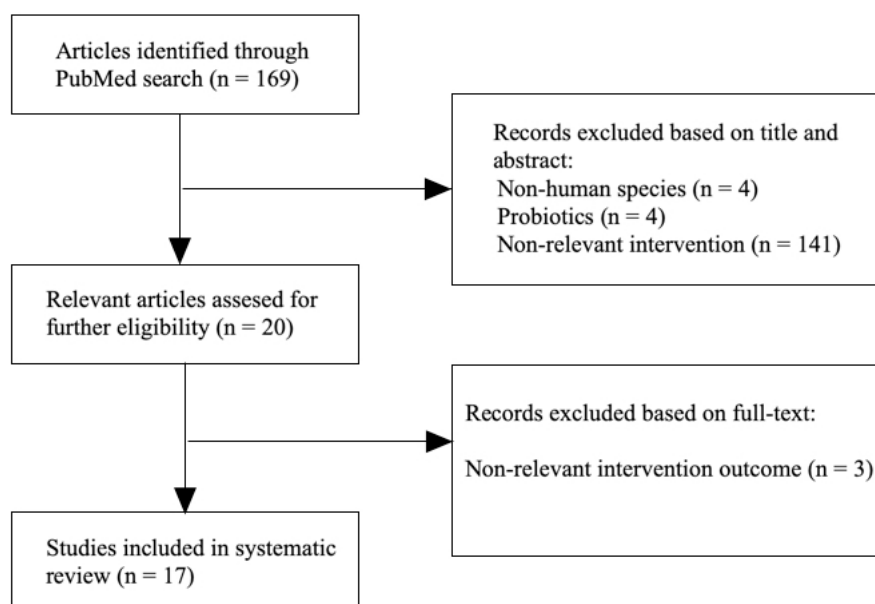 Articles identified through
PubMed search (n = 169)
Records excluded based on title and
abstract:
Non-human species (n = 4)
Probiotics (n = 4)
Non-relevant intervention (n = 141)
Relevant articles assesed for
further eligibility (n = 20)
Records excluded based on full-text:
Non-relevant intervention outcome (n = 3)
Studies included in systematic
review (n = 17)